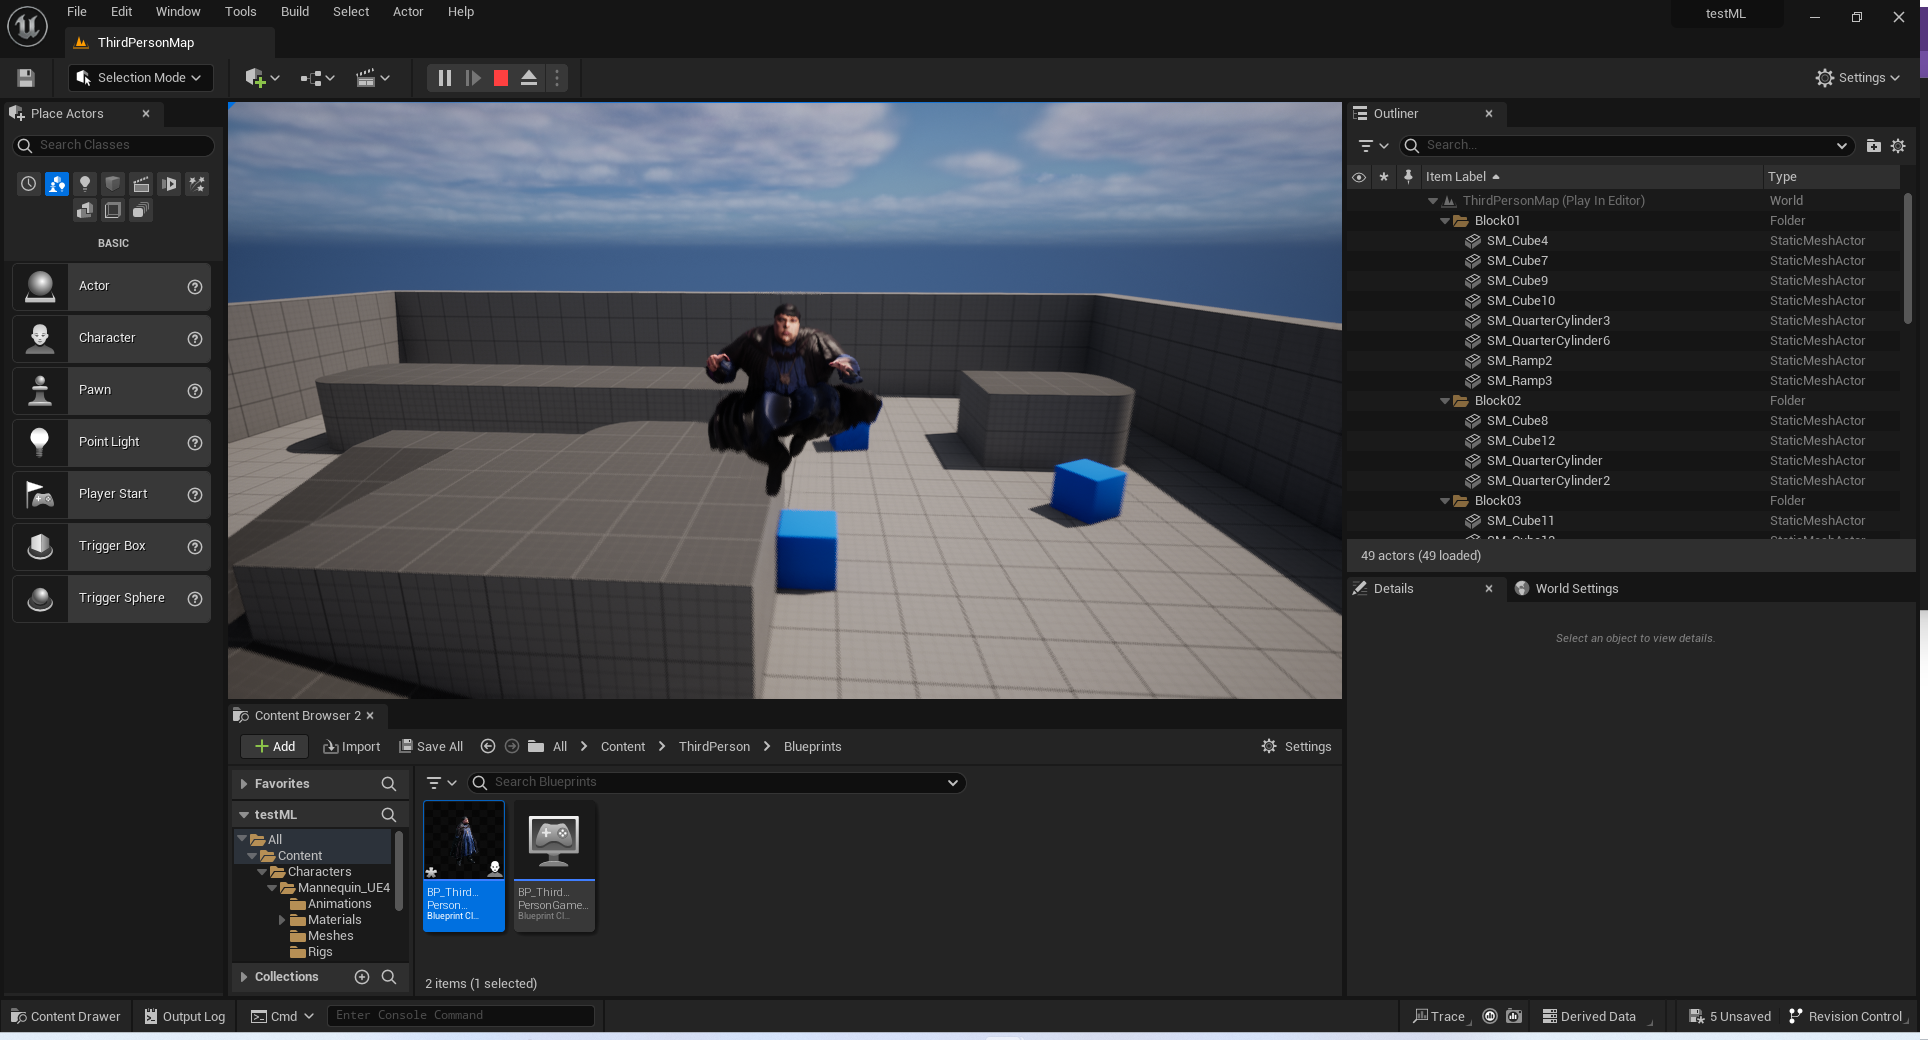 File Edit Window Tools Build Select Actor Help
testML
ThirdPersonMap
Selection Mode
Settings
Place Actors
Search Classes
BASIC
Actor
Character
Pawn
Point Light
Player Start
Trigger Box
Trigger Sphere
Outliner
Search...
Item Label Type
ThirdPersonMap (Play In Editor) World
Block01 Folder
SM_Cube4 StaticMeshActor
SM_Cube7 StaticMeshActor
SM_Cube9 StaticMeshActor
SM_Cube10 StaticMeshActor
SM_QuarterCylinder3 StaticMeshActor
SM_QuarterCylinder6 StaticMeshActor
SM_Ramp2 StaticMeshActor
SM_Ramp3 StaticMeshActor
Block02 Folder
SM_Cube8 StaticMeshActor
SM_Cube12 StaticMeshActor
SM_QuarterCylinder StaticMeshActor
SM_QuarterCylinder2 StaticMeshActor
Block03 Folder
SM_Cube11 StaticMeshActor
49 actors (49 loaded)
Details World Settings
Select an object to view details.
Content Browser 2
Add Import Save All All Content ThirdPerson Blueprints Settings
Favorites
Search Blueprints
testML
All
Content
Characters
Mannequin_UE4
Animations
Materials
Meshes
Rigs
Collections
BP_Third...
Person...
Blueprint Cl...
BP_Third...
PersonGame...
Blueprint Cl...
2 items (1 selected)
Content Drawer Output Log Cmd Enter Console Command Trace Derived Data 5 Unsaved Revision Control